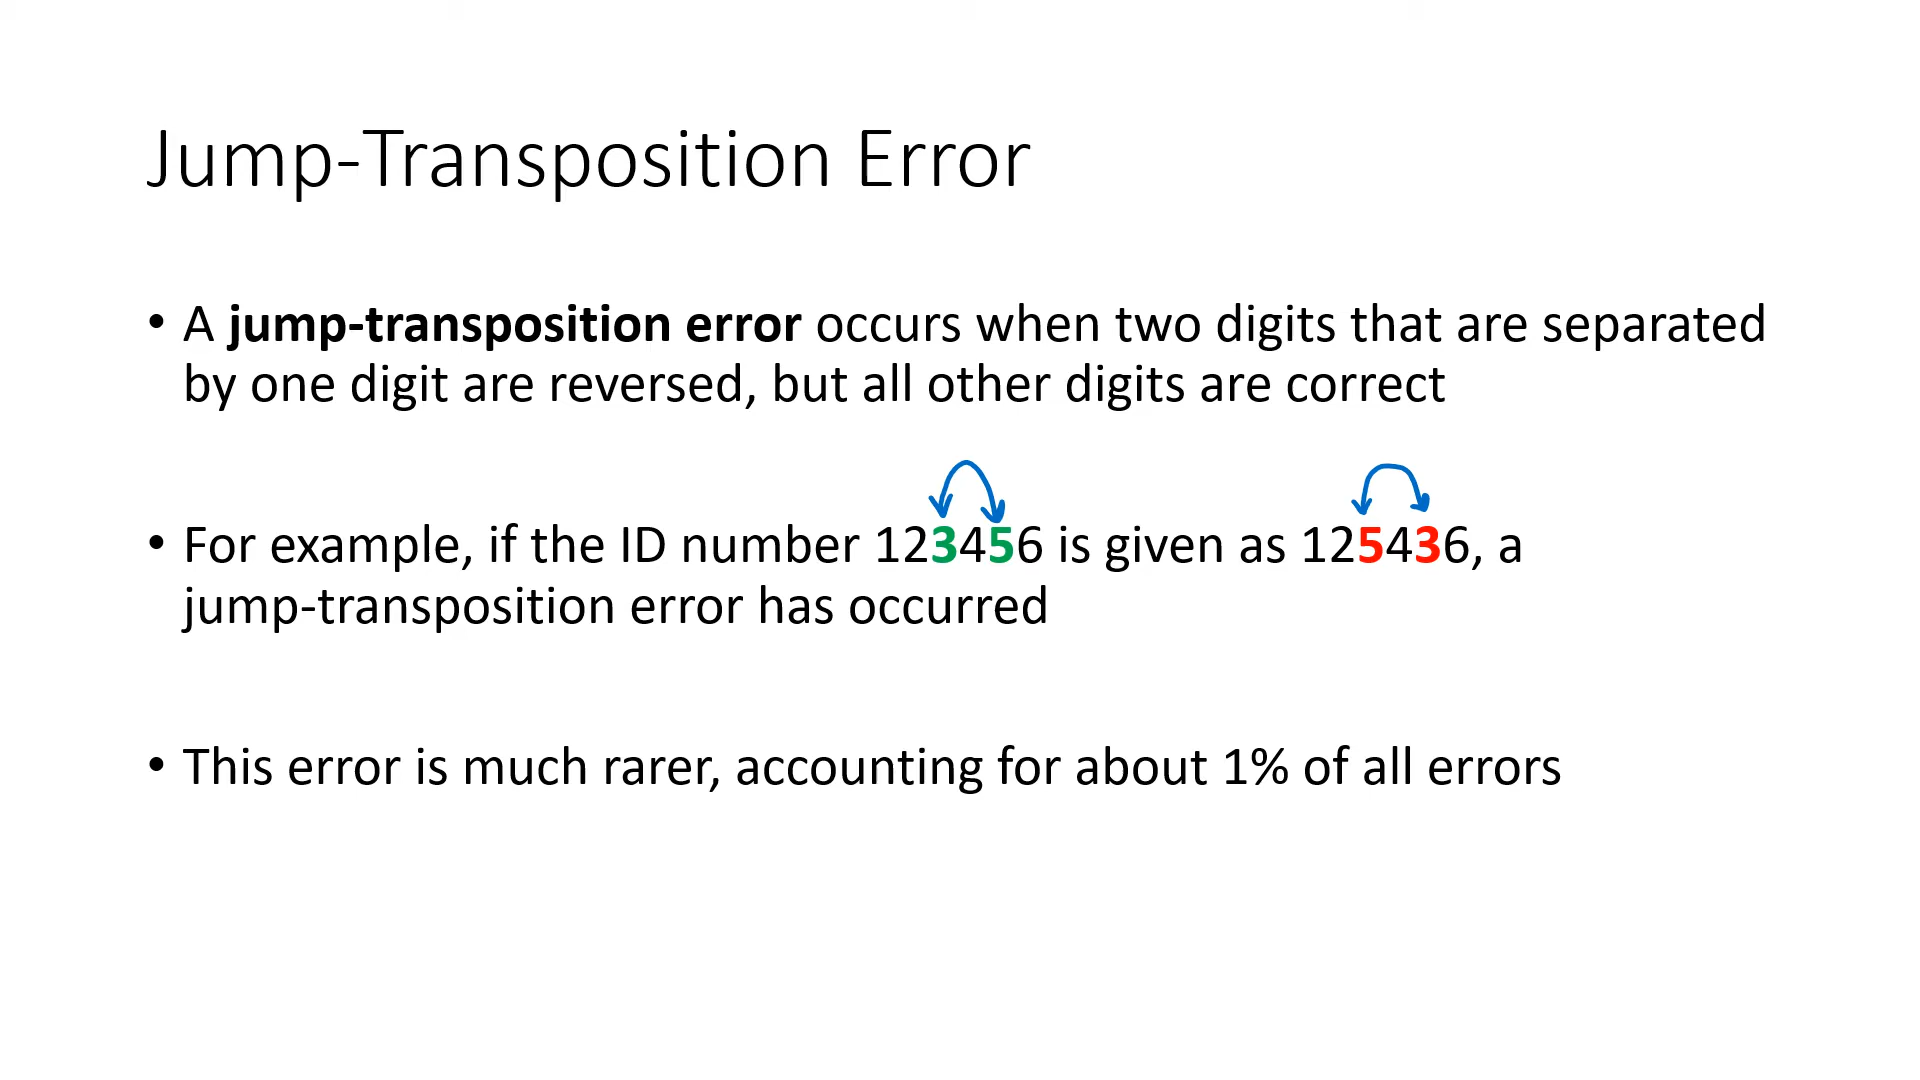 Jump-Transposition Error
• A jump-transposition error occurs when two digits that are separated
by one digit are reversed, but all other digits are correct
• For example, if the ID number 123456 is given as 125436, a
jump-transposition error has occurred
• This error is much rarer, accounting for about 1% of all errors